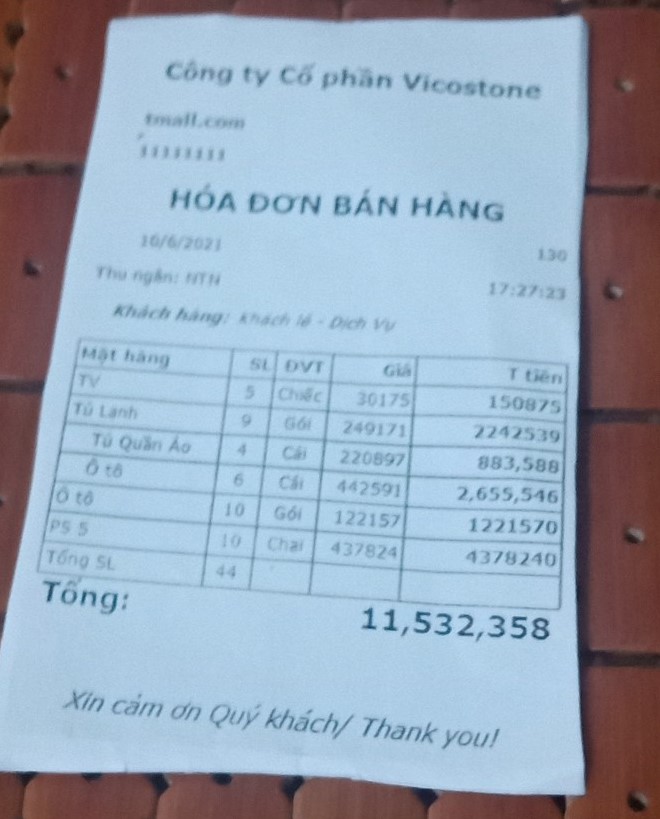 Công ty Cổ phần Vicostone
tmall.com
,
11111111
HÓA ĐƠN BÁN HÀNG
10/6/2021 130
Thu ngân: NTN 17:27:23
Khách hàng: Khách lẻ - Dịch Vụ
Mặt hàng SL ĐVT Giá T tiền
TV 5 Chiếc 30175 150875
Tủ Lạnh 9 Gói 249171 2242539
Tủ Quần Áo 4 Cái 220897 883,588
Ô tô 6 Cái 442591 2,655,546
Ô tô 10 Gói 122157 1221570
PS 5 10 Chai 437824 4378240
Tổng SL 44
Tổng: 11,532,358
Xin cảm ơn Quý khách/ Thank you!